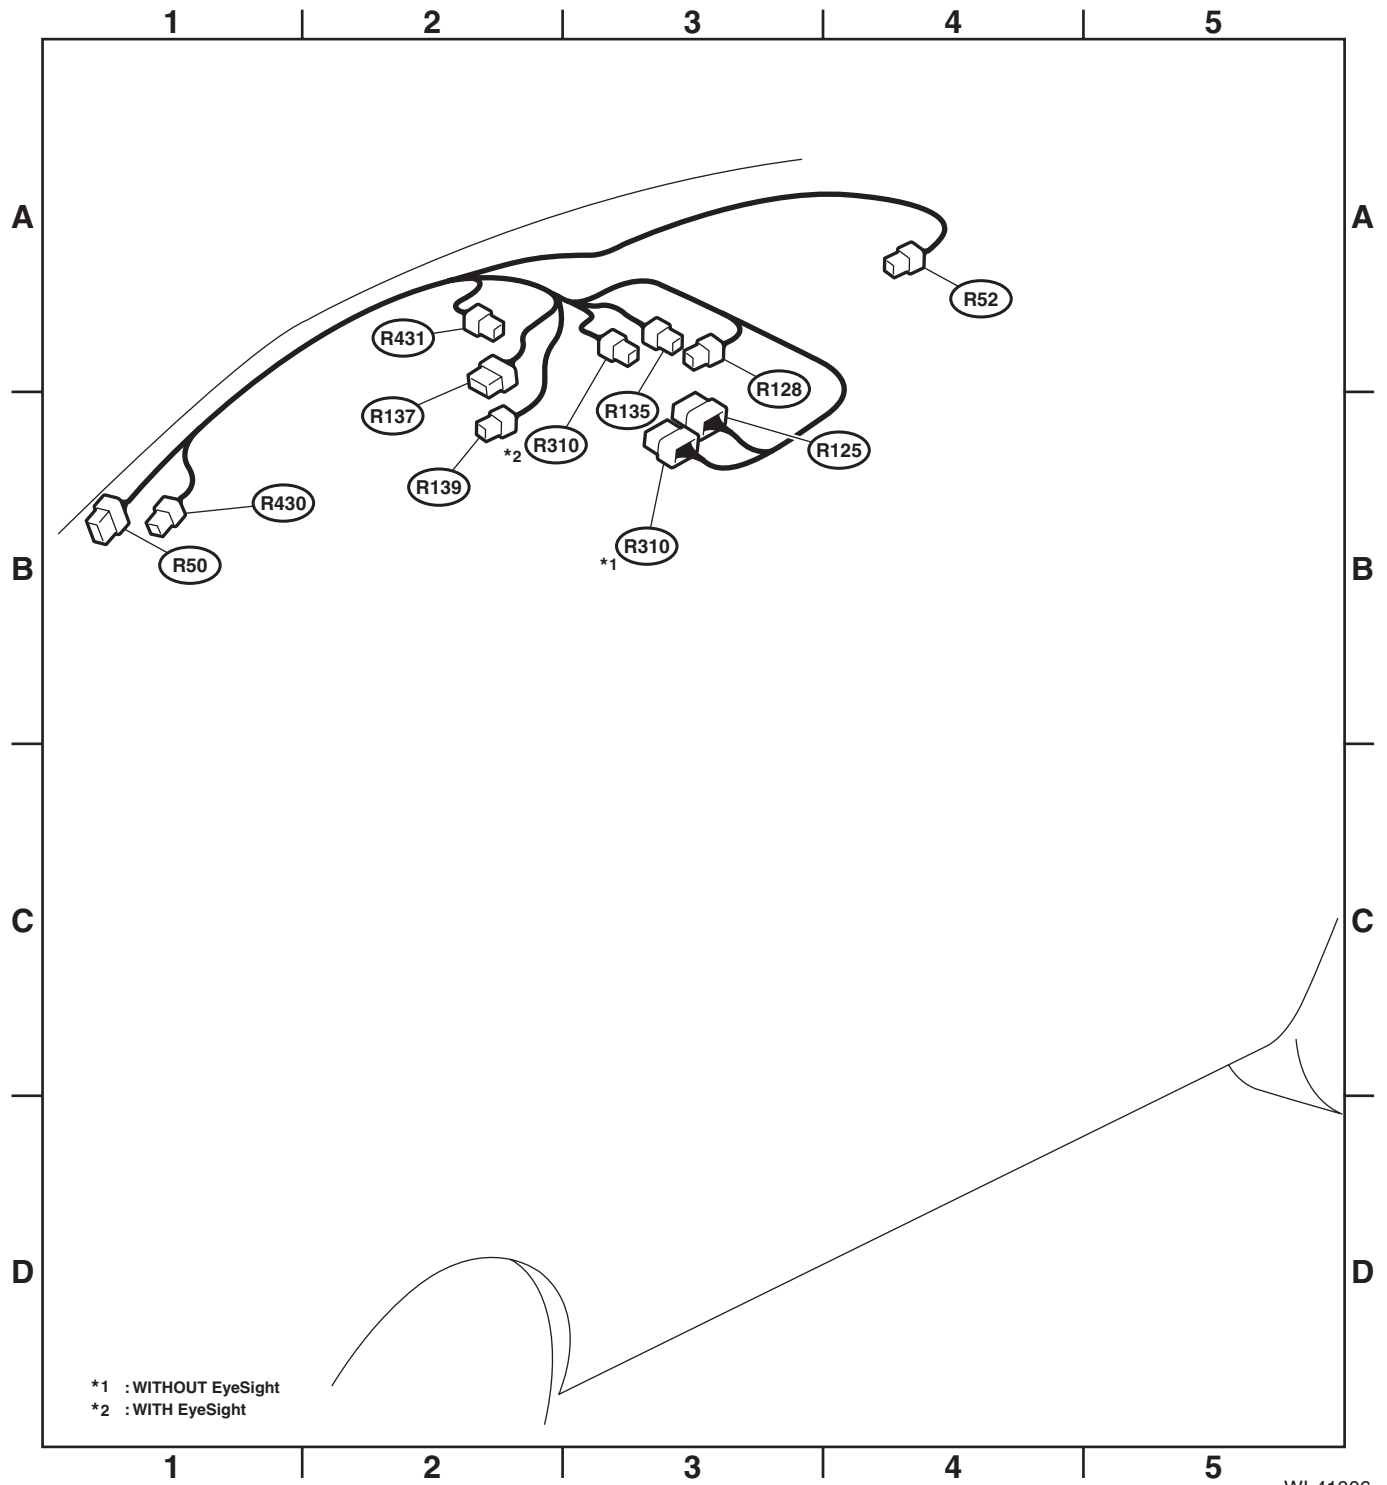 1 2 3 4 5
A A
R52
R431
R128
R137
R135
*2 R310
R125
R139
R430
R310
*1
R50
B B
C C
D D
*1 : WITHOUT EyeSight
*2 : WITH EyeSight
1 2 3 4 5